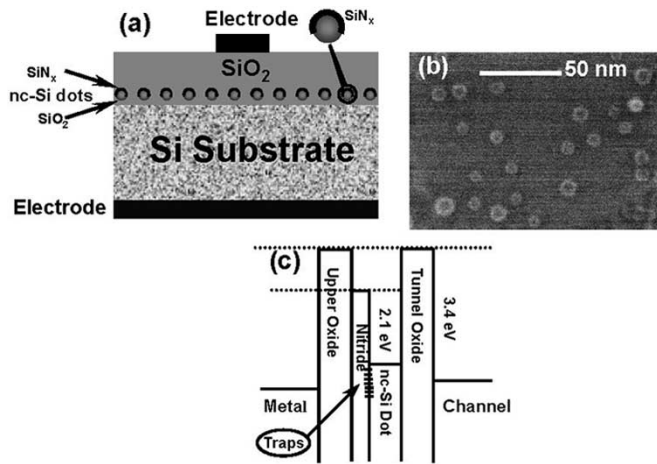 (a)
Electrode
SiNx
SiO2
SiNx
nc-Si dots
SiO2
Si Substrate
Electrode
(b)
50 nm
(c)
Upper Oxide
Nitride
2.1 eV
nc-Si Dot
Tunnel Oxide
3.4 eV
Metal
Channel
Traps